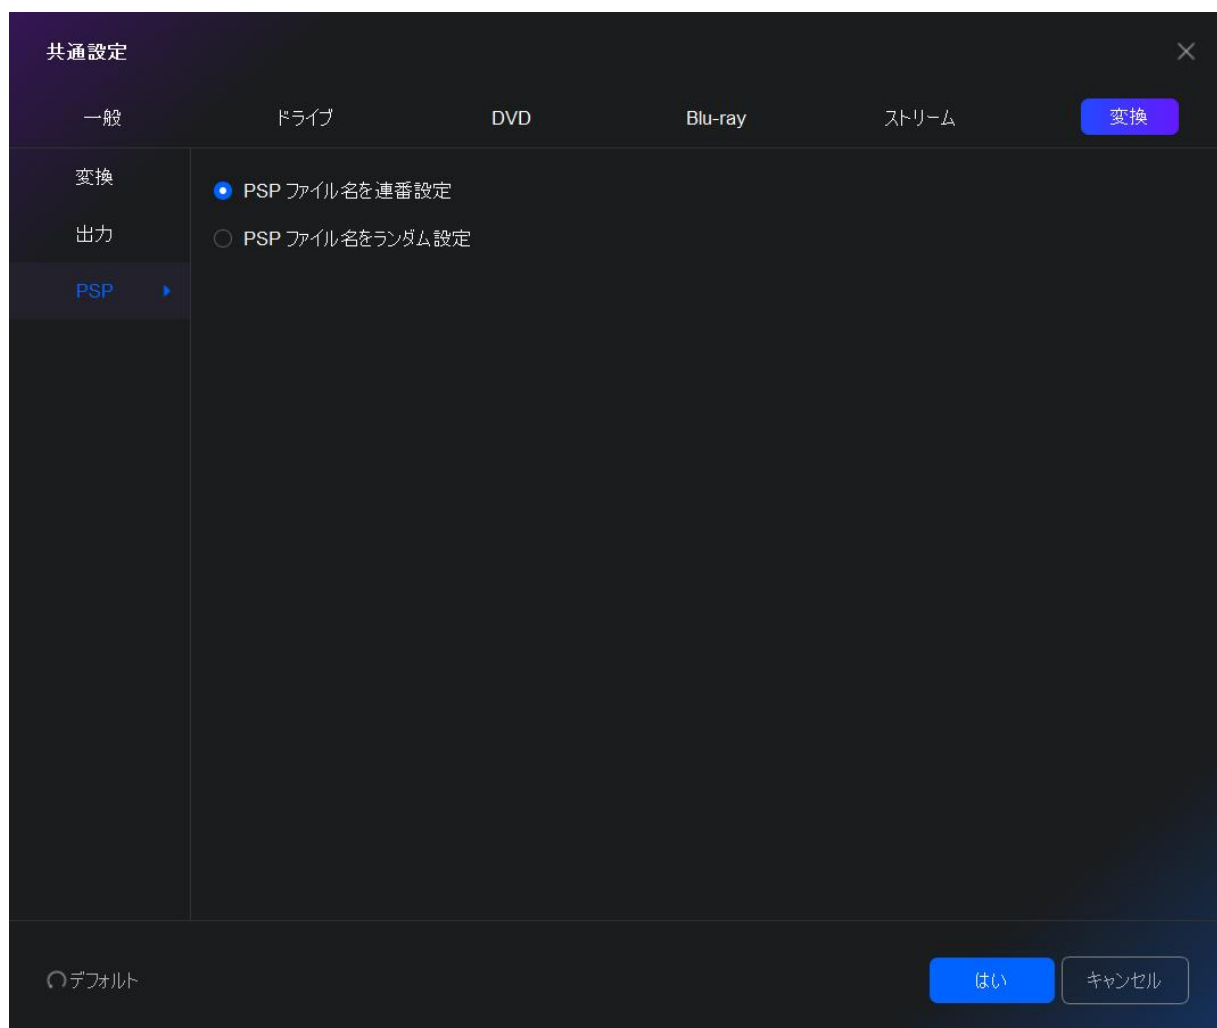 共通設定
一般
ドライブ
DVD
Blu-ray
ストリーム
変換
変換
出力
PSP
PSP ファイル名を連番設定
PSP ファイル名をランダム設定
デフォルト
はい
キャンセル